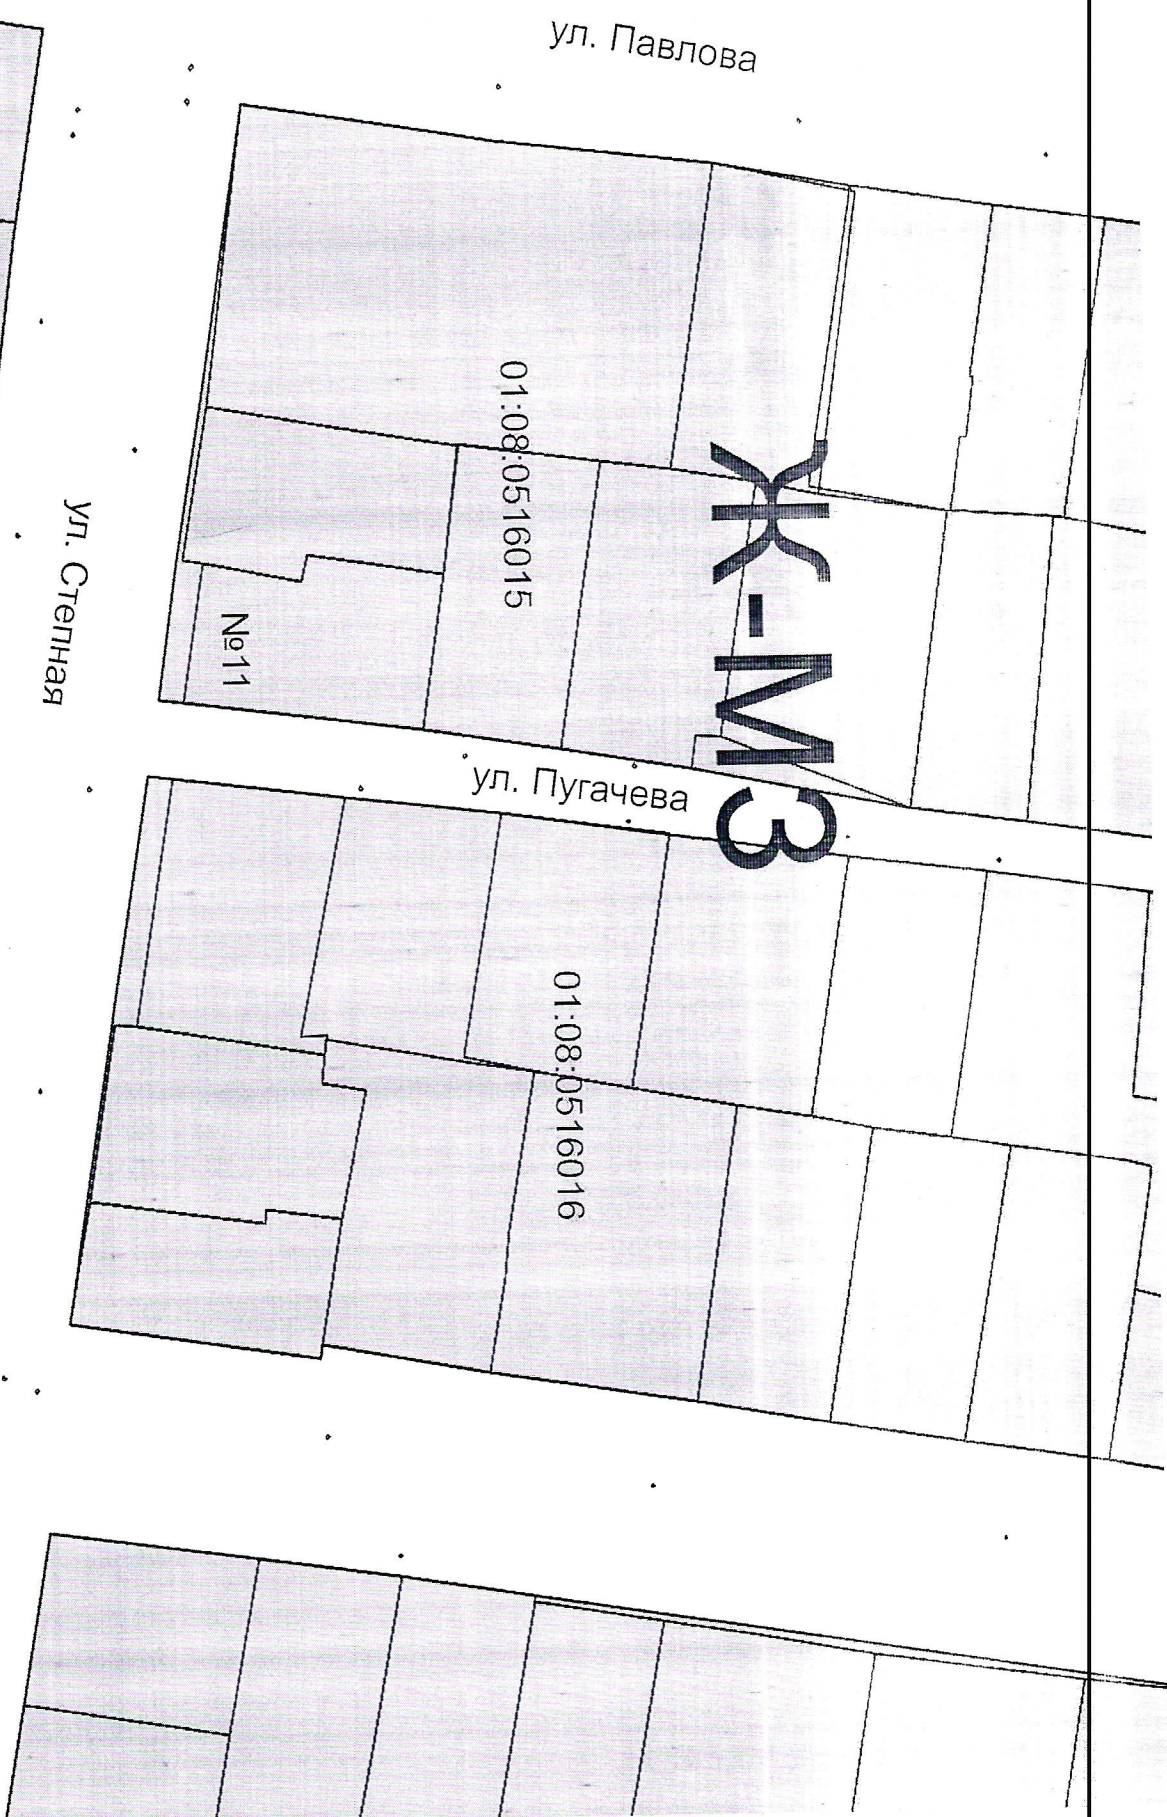 ул. Павлова
01:08:0516015
Ж-М3
ул. Степная
№11
ул. Пугачева
01:08:0516016